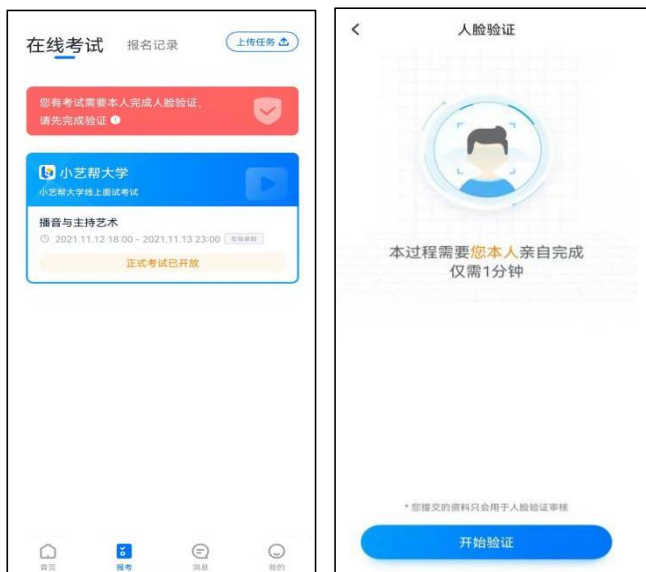 在线考试
报名记录
上传任务
您有考试需要本人完成人脸验证,
请先完成验证
小艺帮大学
小艺帮大学线上面试考试
播音与主持艺术
2021.11.12 18:00 - 2021.11.13 23:00
正式考试已开放
首页
报考
消息
我的
人脸验证
本过程需要您本人亲自完成
仅需1分钟
*您提交的资料只会用于人脸验证审核
开始验证